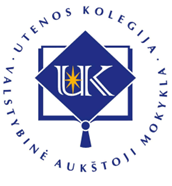 · UTENOS KOLEGIJA ·
VALSTYBINĖ AUKŠTOJI MOKYKLA
UK